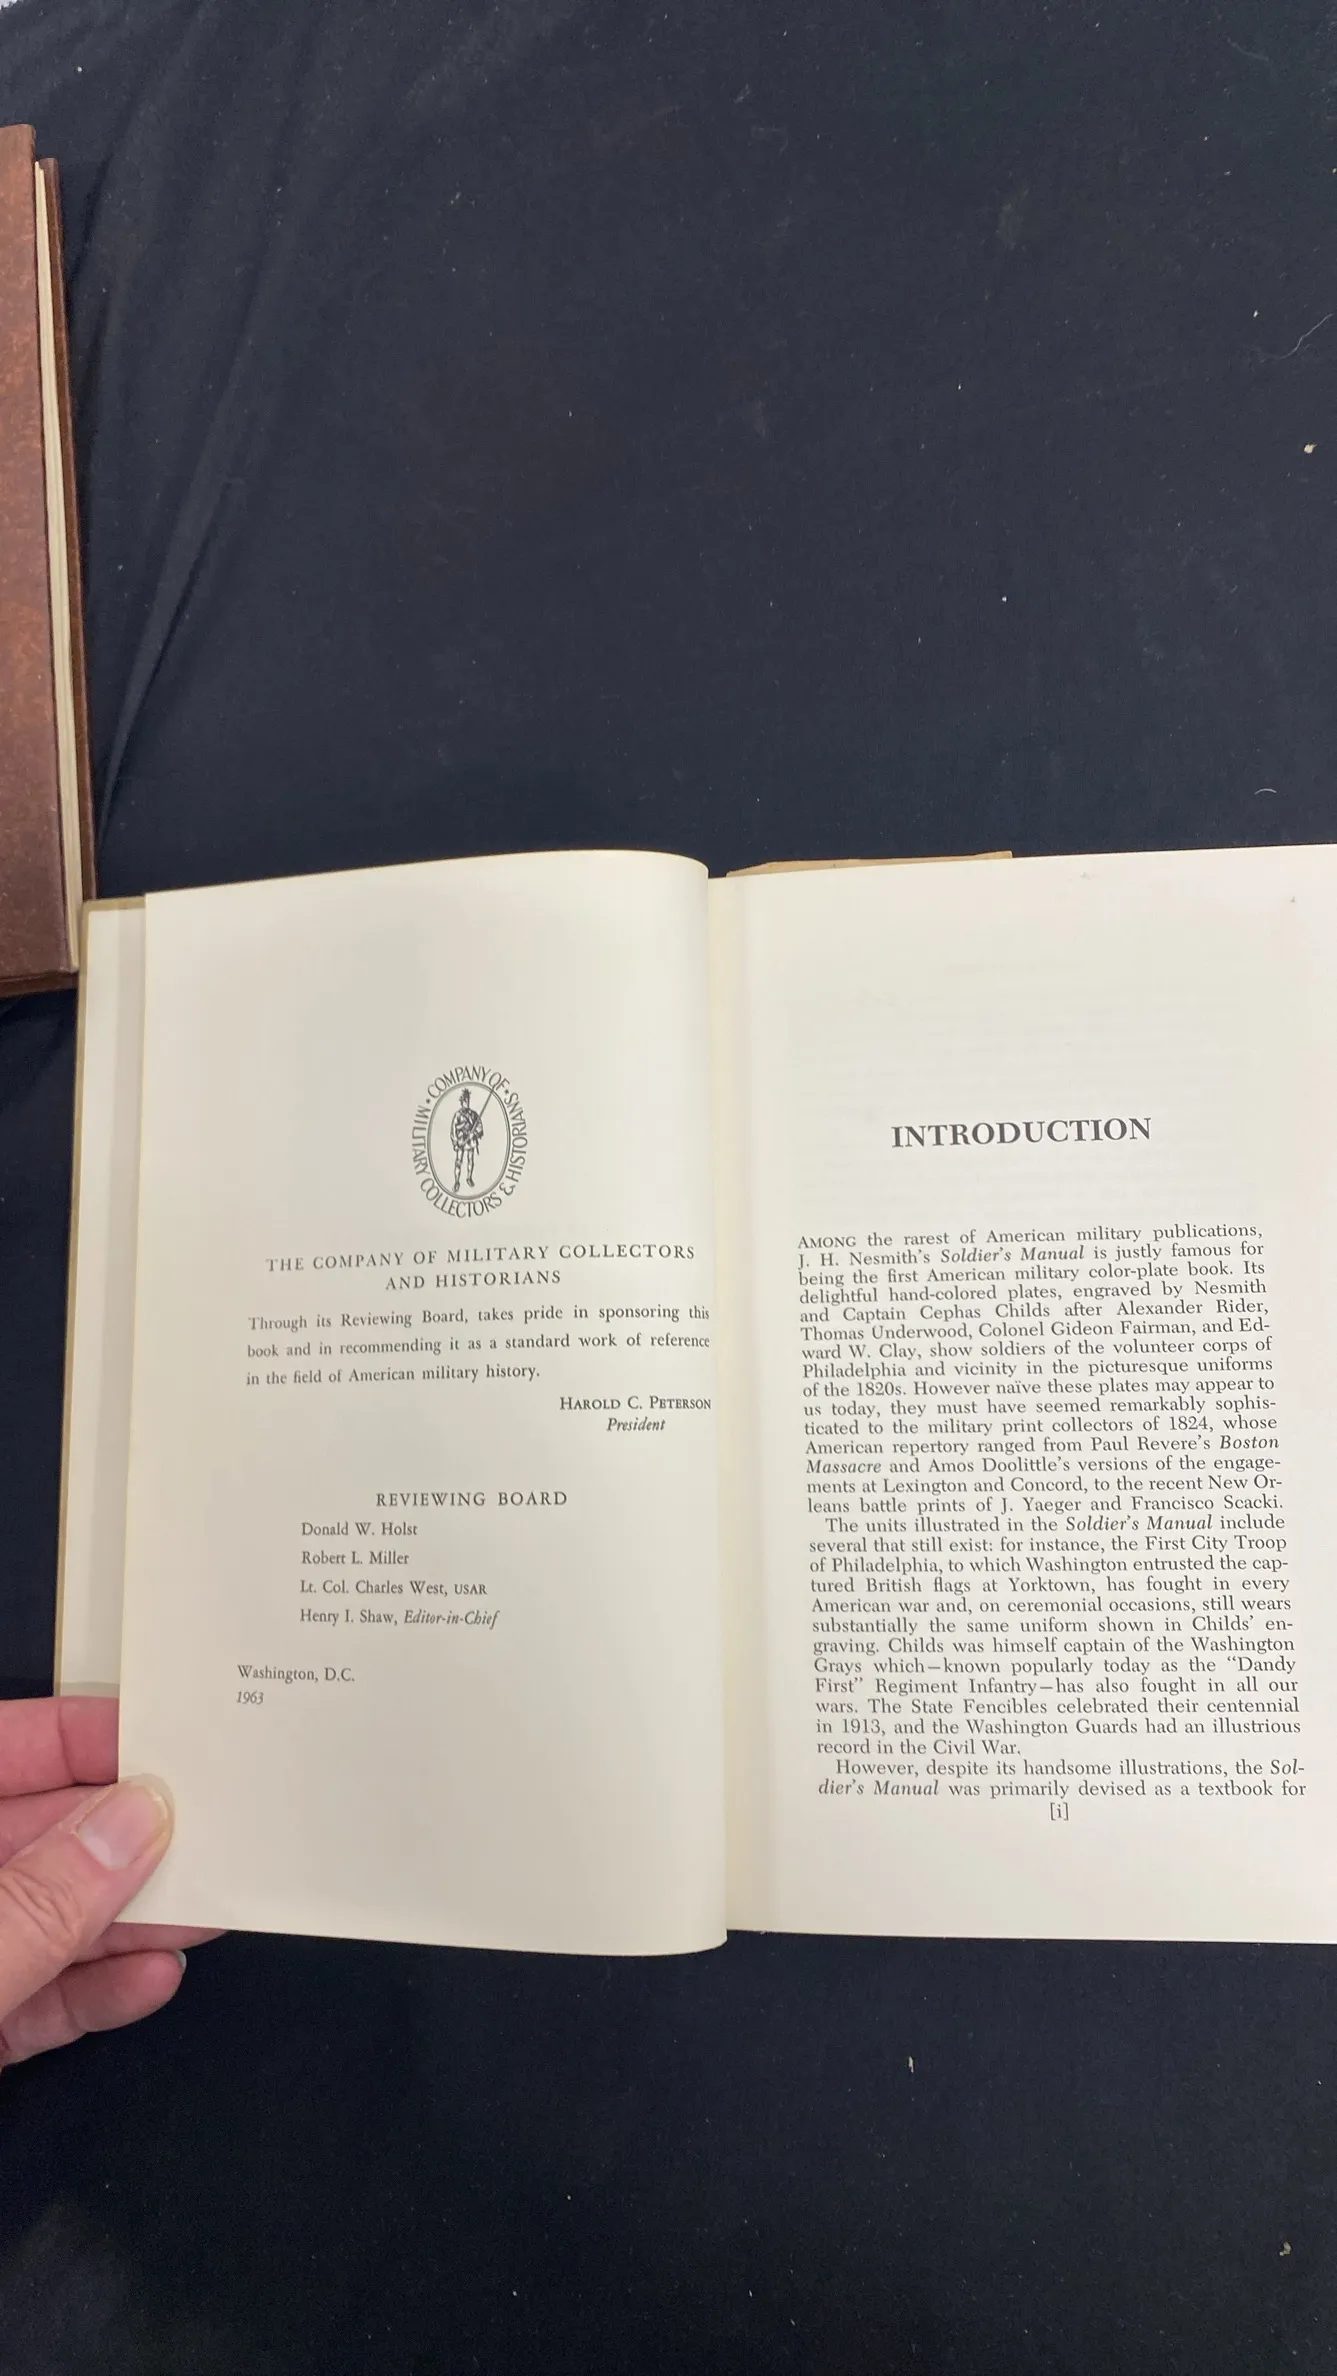 COMPANY OF MILITARY COLLECTORS & HISTORIANS
THE COMPANY OF MILITARY COLLECTORS
AND HISTORIANS
Through its Reviewing Board, takes pride in sponsoring this
book and in recommending it as a standard work of reference
in the field of American military history.
HAROLD C. PETERSON
President
REVIEWING BOARD
Donald W. Holst
Robert L. Miller
Lt. Col. Charles West, USAR
Henry I. Shaw, Editor-in-Chief
Washington, D.C.
1963
INTRODUCTION
AMONG the rarest of American military publications,
J. H. Nesmith's Soldier's Manual is justly famous for
being the first American military color-plate book. Its
delightful hand-colored plates, engraved by Nesmith
and Captain Cephas Childs after Alexander Rider,
Thomas Underwood, Colonel Gideon Fairman, and Ed-
ward W. Clay, show soldiers of the volunteer corps of
Philadelphia and vicinity in the picturesque uniforms
of the 1820s. However naïve these plates may appear to
us today, they must have seemed remarkably sophis-
ticated to the military print collectors of 1824, whose
American repertory ranged from Paul Revere's Boston
Massacre and Amos Doolittle's versions of the engage-
ments at Lexington and Concord, to the recent New Or-
leans battle prints of J. Yaeger and Francisco Scacki.
The units illustrated in the Soldier's Manual include
several that still exist: for instance, the First City Troop
of Philadelphia, to which Washington entrusted the cap-
tured British flags at Yorktown, has fought in every
American war and, on ceremonial occasions, still wears
substantially the same uniform shown in Childs' en-
graving. Childs was himself captain of the Washington
Grays which—known popularly today as the "Dandy
First" Regiment Infantry—has also fought in all our
wars. The State Fencibles celebrated their centennial
in 1913, and the Washington Guards had an illustrious
record in the Civil War.
However, despite its handsome illustrations, the Sol-
dier's Manual was primarily devised as a textbook for
[i]